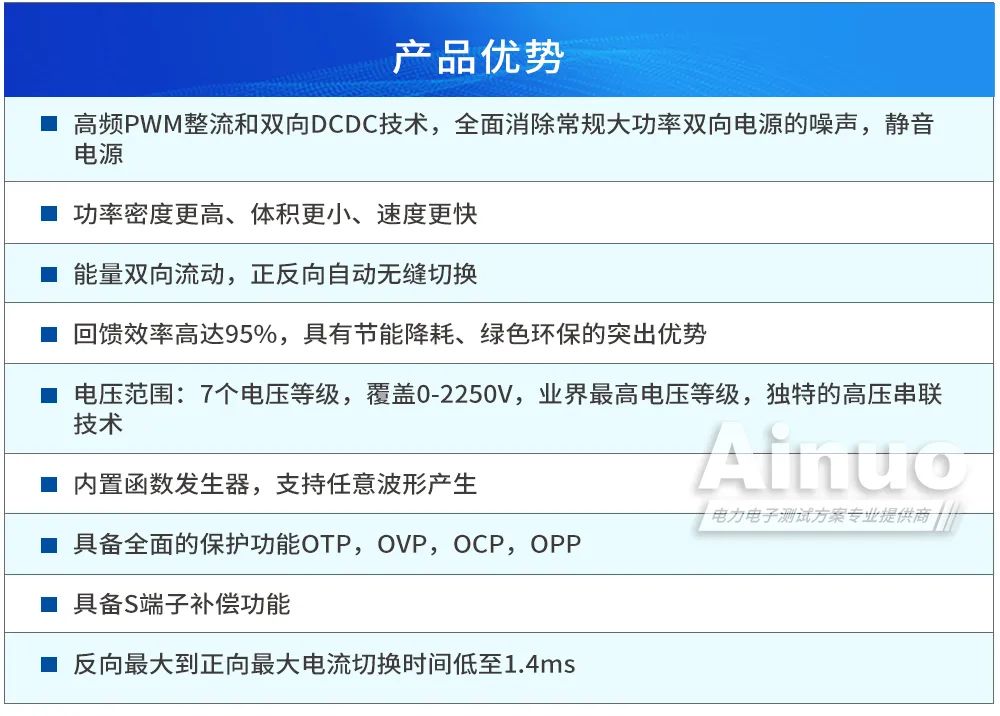 产品优势
高频PWM整流和双向DCDC技术，全面消除常规大功率双向电源的噪声，静音
电源
功率密度更高、体积更小、速度更快
能量双向流动，正反向自动无缝切换
回馈效率高达95%，具有节能降耗、绿色环保的突出优势
电压范围：7个电压等级，覆盖0-2250V，业界最高电压等级，独特的高压串联
技术
Ainuo
内置函数发生器，支持任意波形产生
电力电子测试方案专业提供商
具备全面的保护功能OTP，OVP，OCP，OPP
具备S端子补偿功能
反向最大到正向最大电流切换时间低至1.4ms